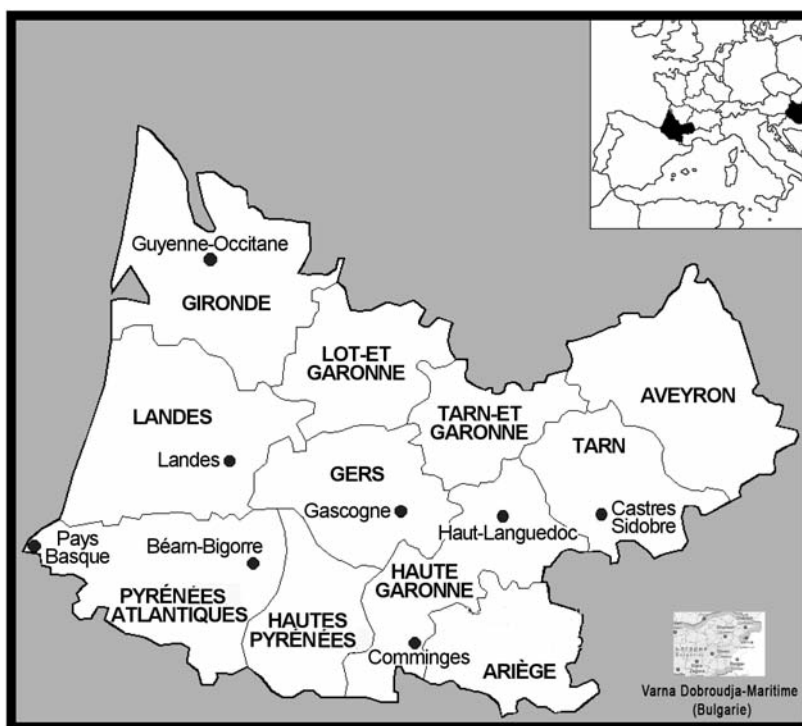 Guyenne-Occitane
GIRONDE
LOT-ET
GARONNE
AVEYRON
LANDES
TARN-ET
GARONNE
TARN
Landes
GERS
Gascogne
Castres
Sidobre
Haut-Languedoc
Pays
Basque
Béarn-Bigorre
HAUTE
GARONNE
PYRÉNÉES
ATLANTIQUES
HAUTES
PYRÉNÉES
Comminges
ARIÈGE
Varna Dobroudja-Maritime
(Bulgarie)